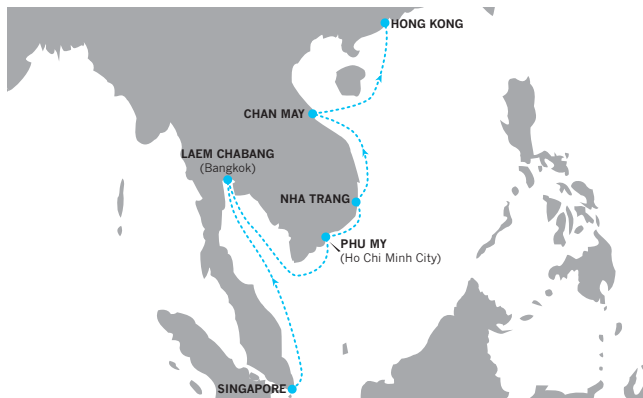 HONG KONG
CHAN MAY
LAEM CHABANG
(Bangkok)
NHA TRANG
PHU MY
(Ho Chi Minh City)
SINGAPORE